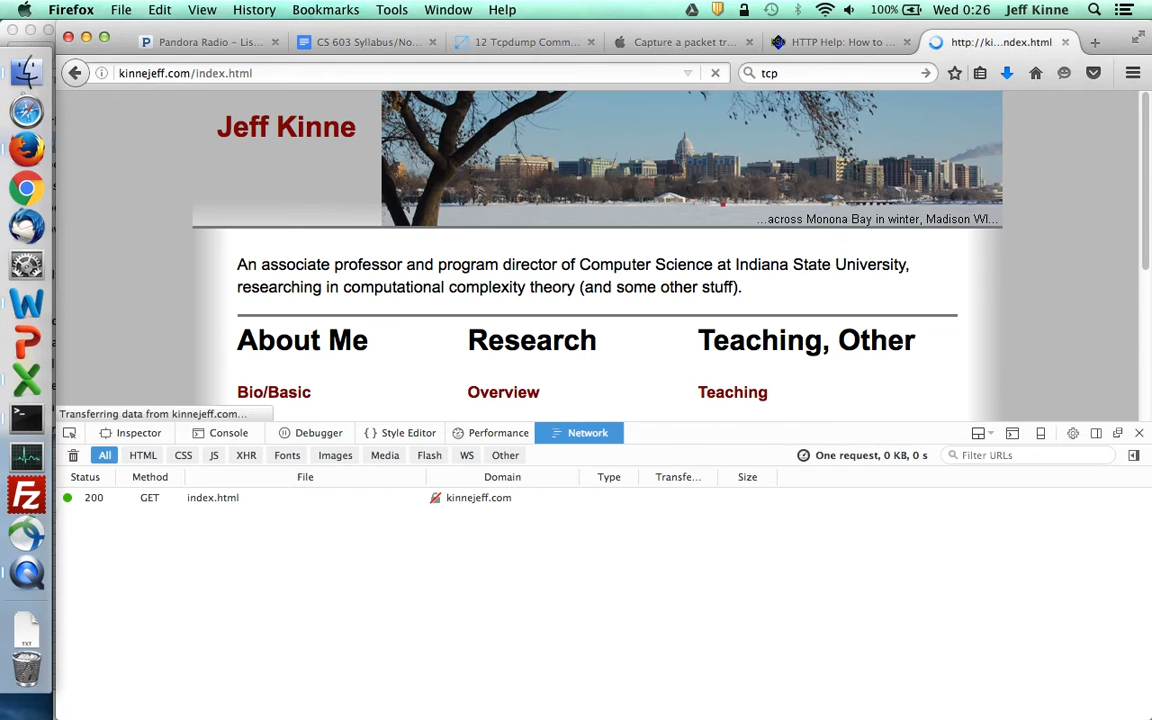 Firefox File Edit View History Bookmarks Tools Window Help 100% Wed 0:26 Jeff Kinne
Pandora Radio - Lis... CS 603 Syllabus/No... 12 Tcpdump Comm... Capture a packet tr... HTTP Help: How to ... http://ki...ndex.html
kinnejeff.com/index.html tcp
Jeff Kinne
...across Monona Bay in winter, Madison WI...
An associate professor and program director of Computer Science at Indiana State University,
researching in computational complexity theory (and some other stuff).
About Me Research Teaching, Other
Bio/Basic Overview Teaching
Transferring data from kinnejeff.com...
Inspector Console Debugger Style Editor Performance Network
All HTML CSS JS XHR Fonts Images Media Flash WS Other One request, 0 KB, 0 s Filter URLs
Status Method File Domain Type Transfe... Size
200 GET index.html kinnejeff.com
TXT